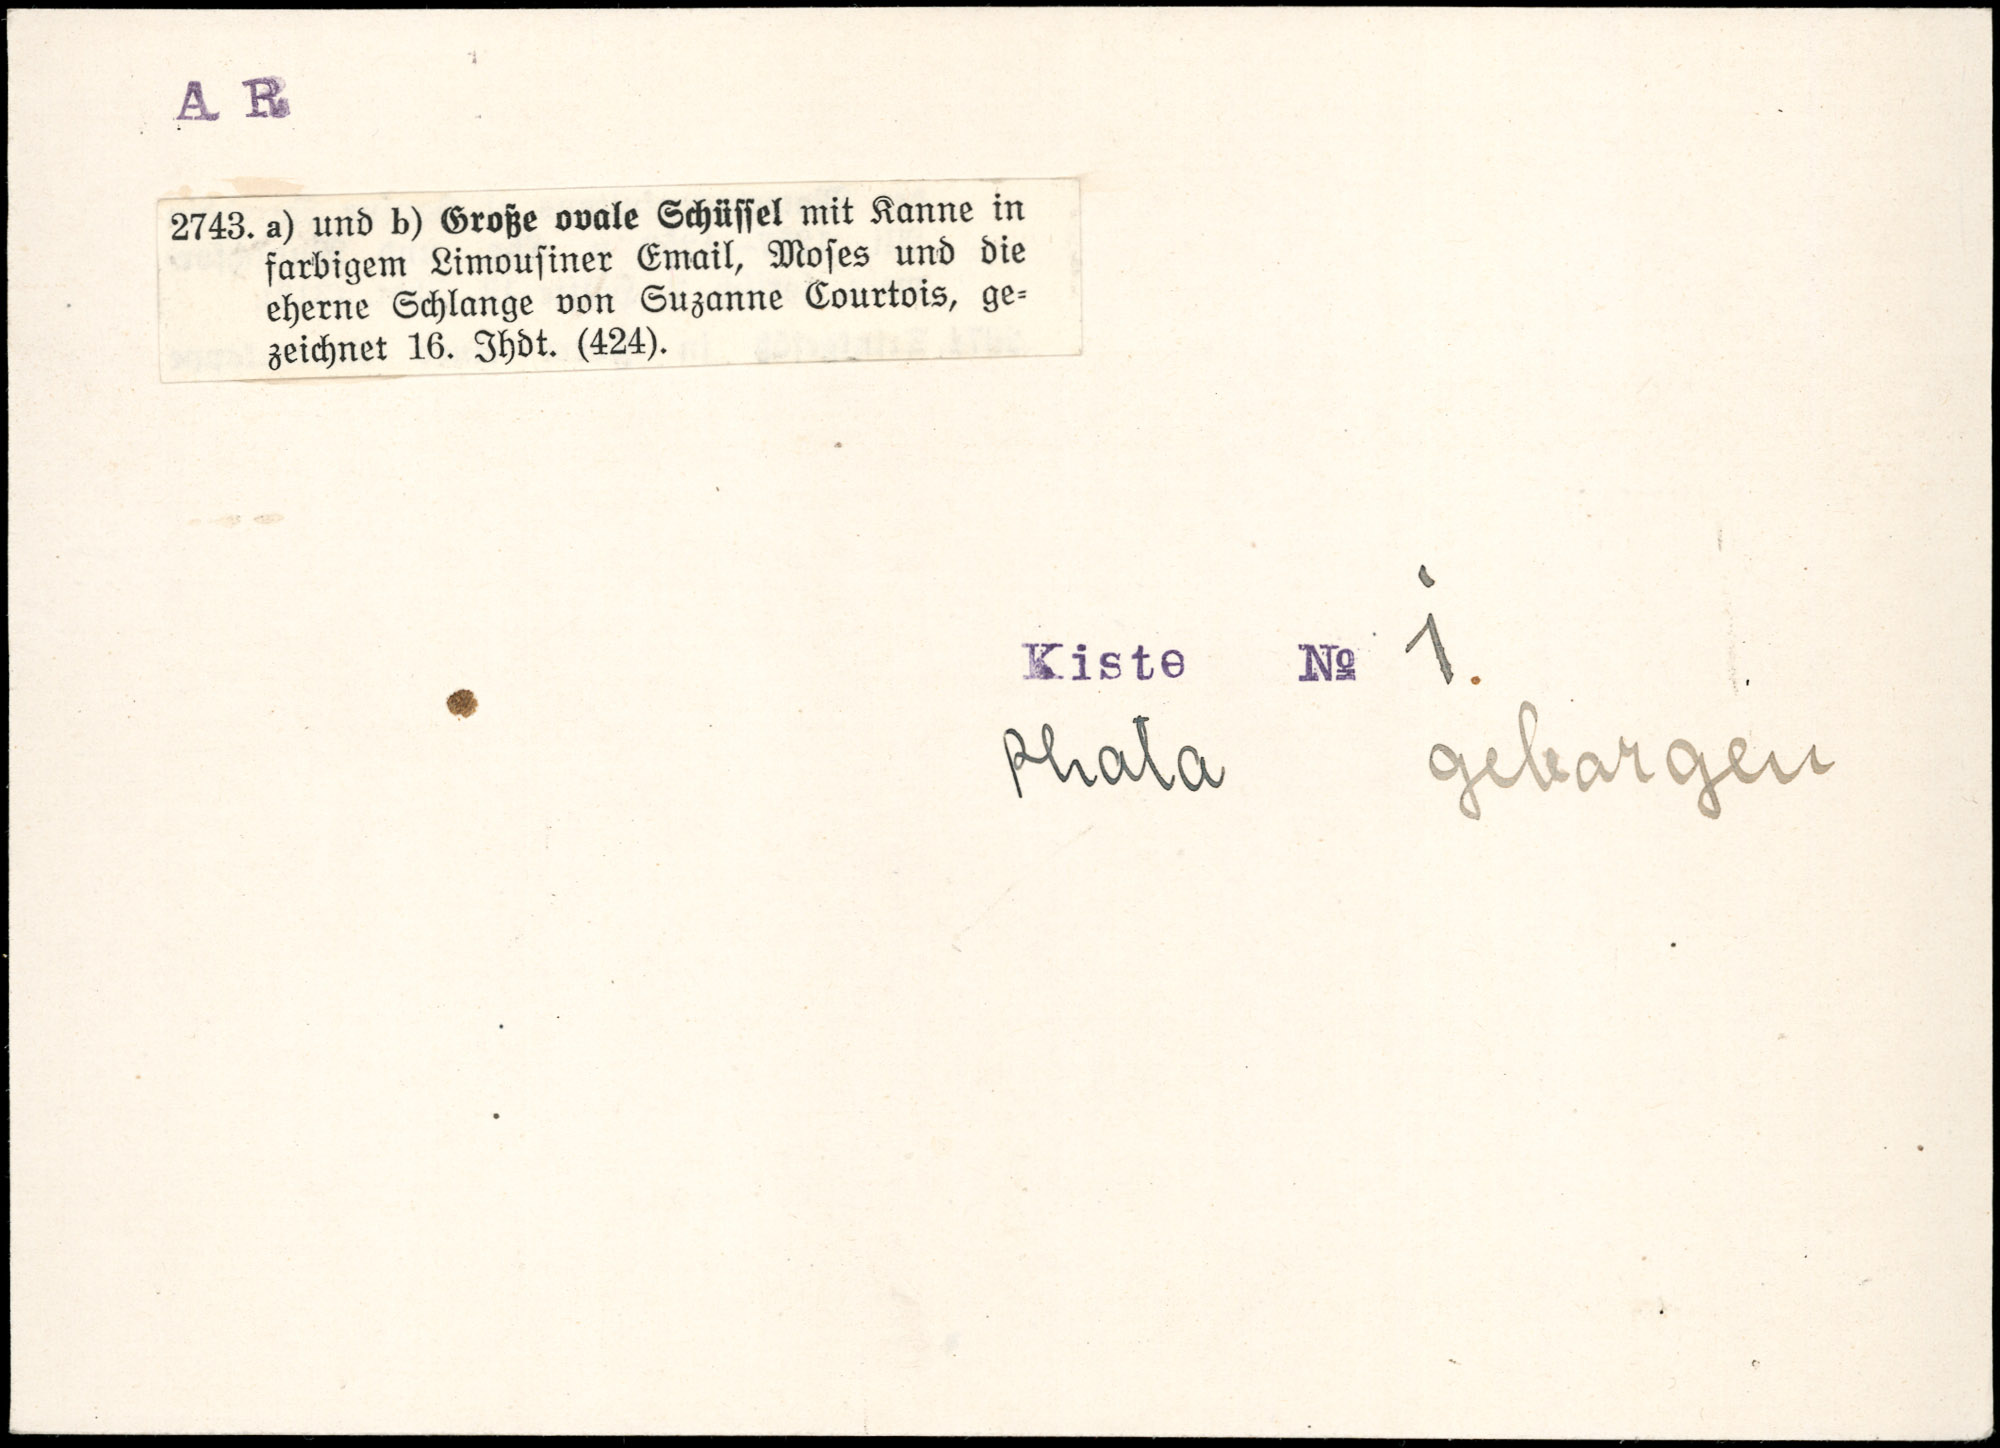 A R
2743. a) und b) Große ovale Schüssel mit Kanne in
farbigem Limousiner Email, Moses und die
eherne Schlange von Suzanne Courtois, ge-
zeichnet 16. Jhdt. (424).
Kiste № 1
Photo geborgen